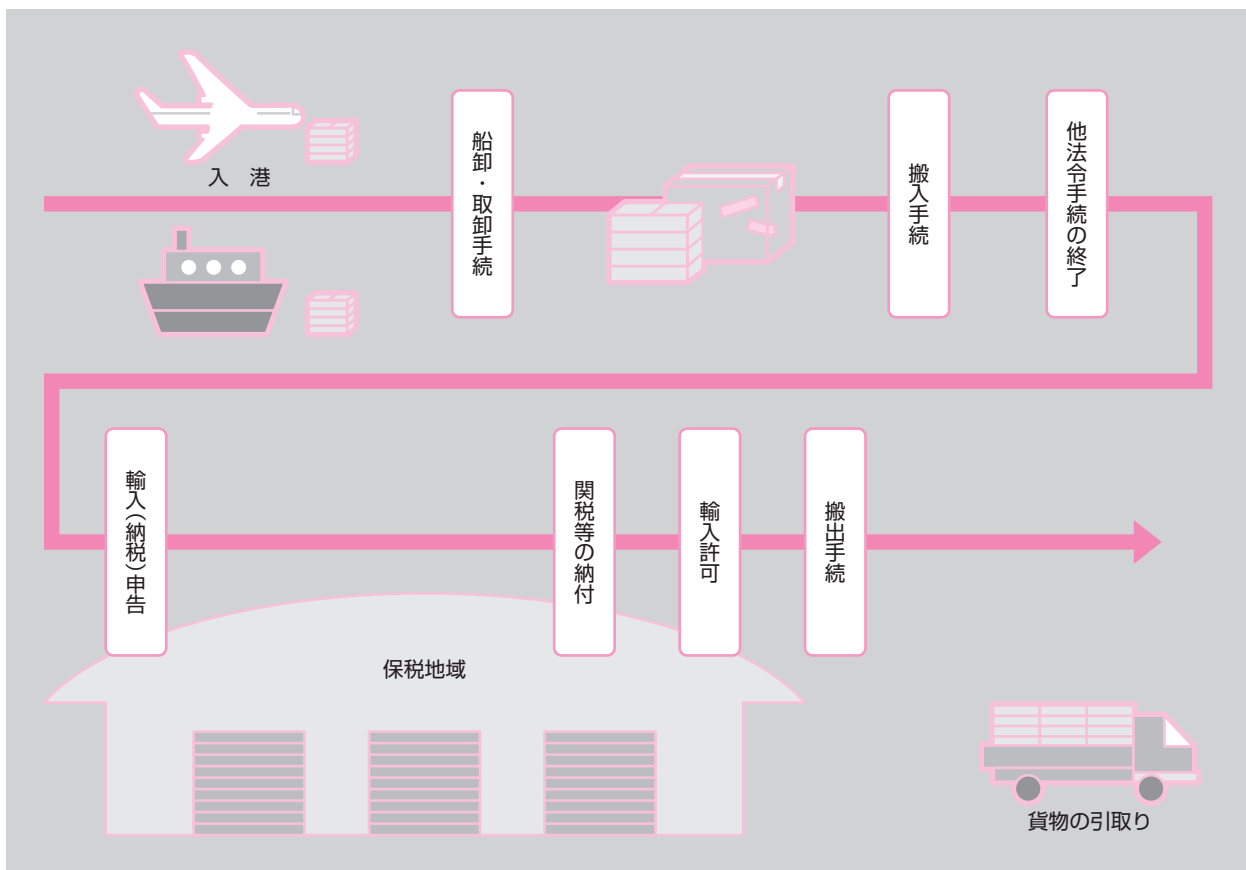 入 港
船卸・取卸手続
搬入手続
他法令手続の終了
輸入(納税)申告
関税等の納付
輸入許可
搬出手続
保税地域
貨物の引取り